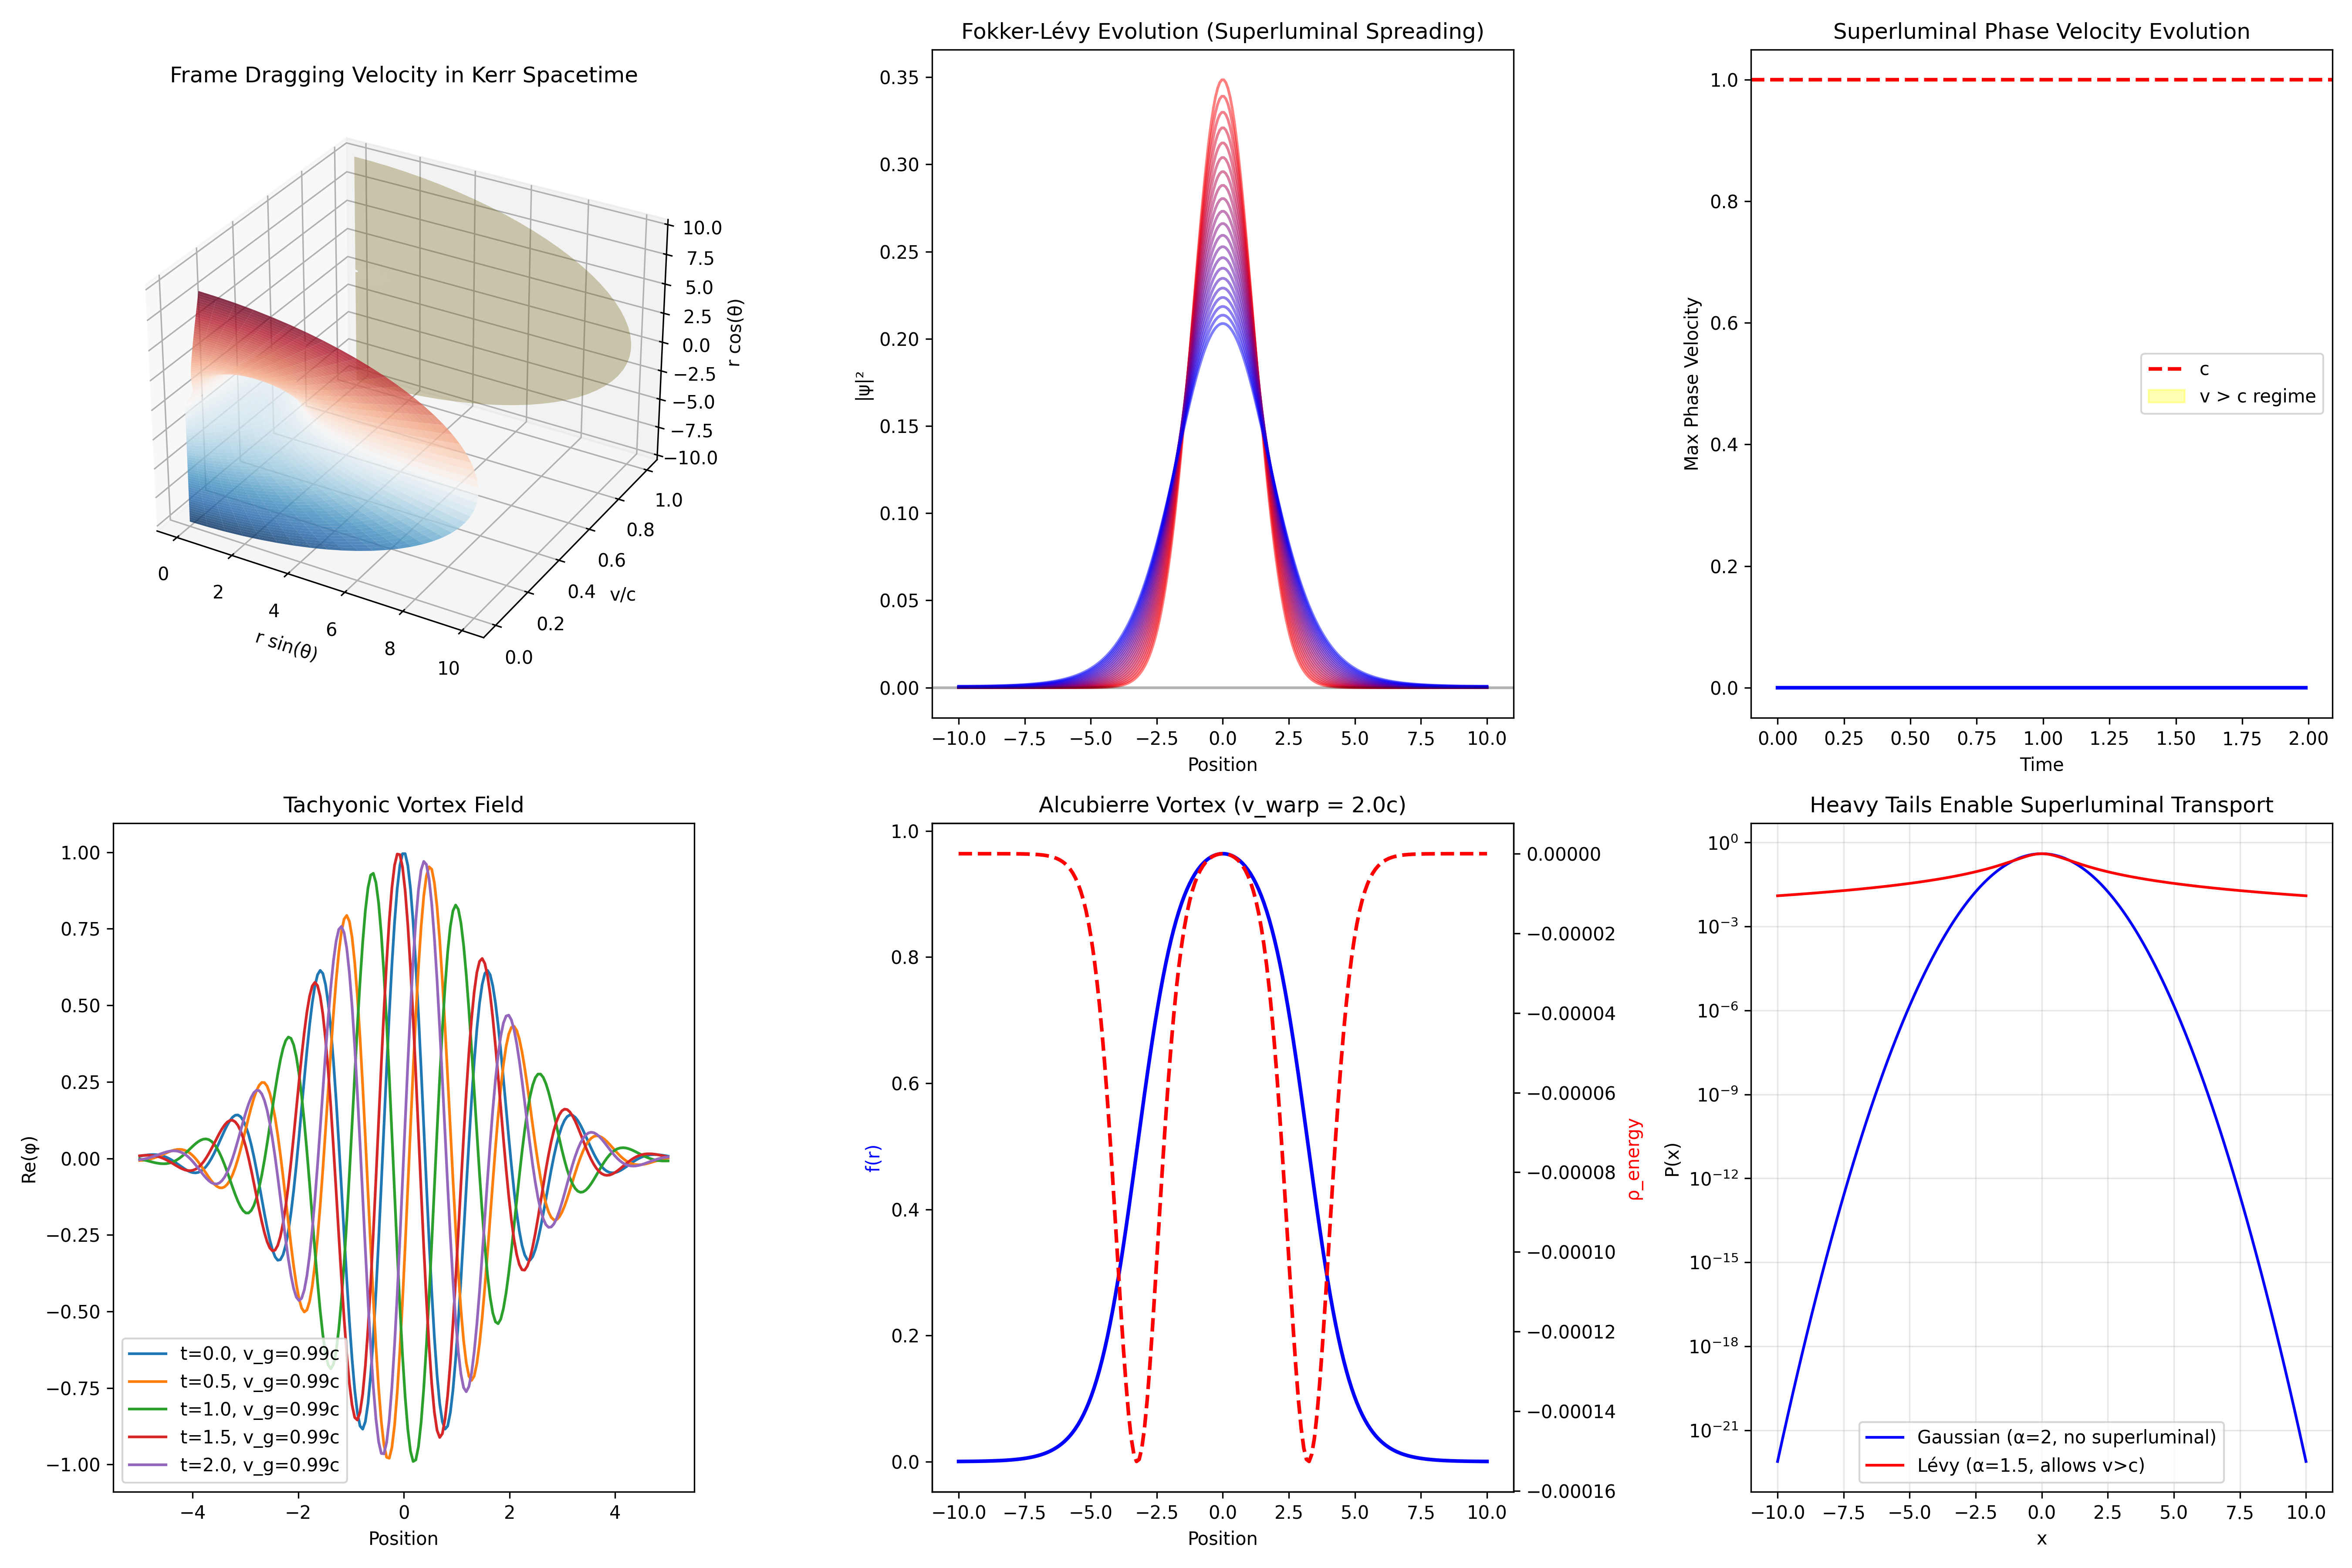 Frame Dragging Velocity in Kerr Spacetime
10.0
7.5
5.0
2.5
0.0
−2.5
−5.0
−7.5
−10.0
r cos(θ)
1.0
0.8
0.6
0.4
0.2
0.0
v/c
0
2
4
6
8
10
r sin(θ)
Fokker-Lévy Evolution (Superluminal Spreading)
0.35
0.30
0.25
0.20
0.15
0.10
0.05
0.00
|ψ|²
−10.0 −7.5 −5.0 −2.5 0.0 2.5 5.0 7.5 10.0
Position
Superluminal Phase Velocity Evolution
1.0
0.8
0.6
0.4
0.2
0.0
Max Phase Velocity
c
v > c regime
0.00 0.25 0.50 0.75 1.00 1.25 1.50 1.75 2.00
Time
Tachyonic Vortex Field
1.00
0.75
0.50
0.25
0.00
−0.25
−0.50
−0.75
−1.00
Re(φ)
t=0.0, v_g=0.99c
t=0.5, v_g=0.99c
t=1.0, v_g=0.99c
t=1.5, v_g=0.99c
t=2.0, v_g=0.99c
−4 −2 0 2 4
Position
Alcubierre Vortex (v_warp = 2.0c)
1.0
0.8
0.6
0.4
0.2
0.0
f(r)
0.00000
−0.00002
−0.00004
−0.00006
−0.00008
−0.00010
−0.00012
−0.00014
−0.00016
ρ_energy
−10.0 −7.5 −5.0 −2.5 0.0 2.5 5.0 7.5 10.0
Position
Heavy Tails Enable Superluminal Transport
10⁰
10⁻³
10⁻⁶
10⁻⁹
10⁻¹²
10⁻¹⁵
10⁻¹⁸
10⁻²¹
P(x)
Gaussian (α=2, no superluminal)
Lévy (α=1.5, allows v>c)
−10.0 −7.5 −5.0 −2.5 0.0 2.5 5.0 7.5 10.0
x